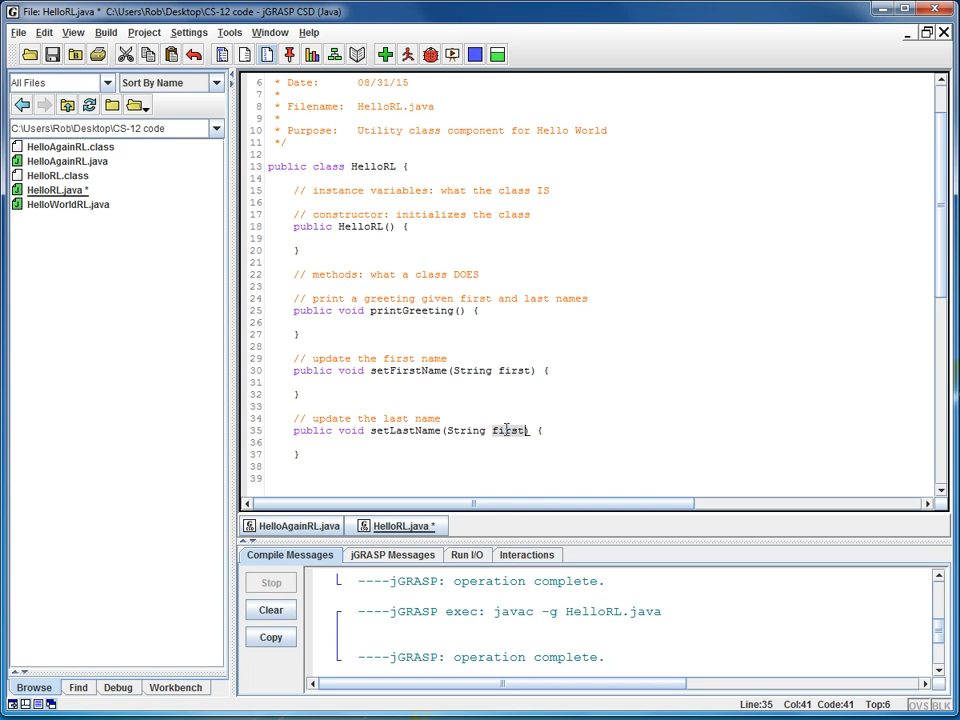 File: HelloRL.java *  C:\Users\Rob\Desktop\CS-12 code - jGRASP CSD (Java)
File Edit View Build Project Settings Tools Window Help
All Files Sort By Name
C:\Users\Rob\Desktop\CS-12 code
HelloAgainRL.class
HelloAgainRL.java
HelloRL.class
HelloRL.java *
HelloWorldRL.java
Browse Find Debug Workbench
6 * Date: 08/31/15
7 *
8 * Filename: HelloRL.java
9 *
10 * Purpose: Utility class component for Hello World
11 */
12
13 public class HelloRL {
14
15 // instance variables: what the class IS
16
17 // constructor: initializes the class
18 public HelloRL() {
19
20 }
21
22 // methods: what a class DOES
23
24 // print a greeting given first and last names
25 public void printGreeting() {
26
27 }
28
29 // update the first name
30 public void setFirstName(String first) {
31
32 }
33
34 // update the last name
35 public void setLastName(String first) {
36
37 }
38
39
HelloAgainRL.java HelloRL.java *
Compile Messages jGRASP Messages Run I/O Interactions
Stop
Clear
Copy
----jGRASP: operation complete.
----jGRASP exec: javac -g HelloRL.java
----jGRASP: operation complete.
Line:35 Col:41 Code:41 Top:6 OVS BLK